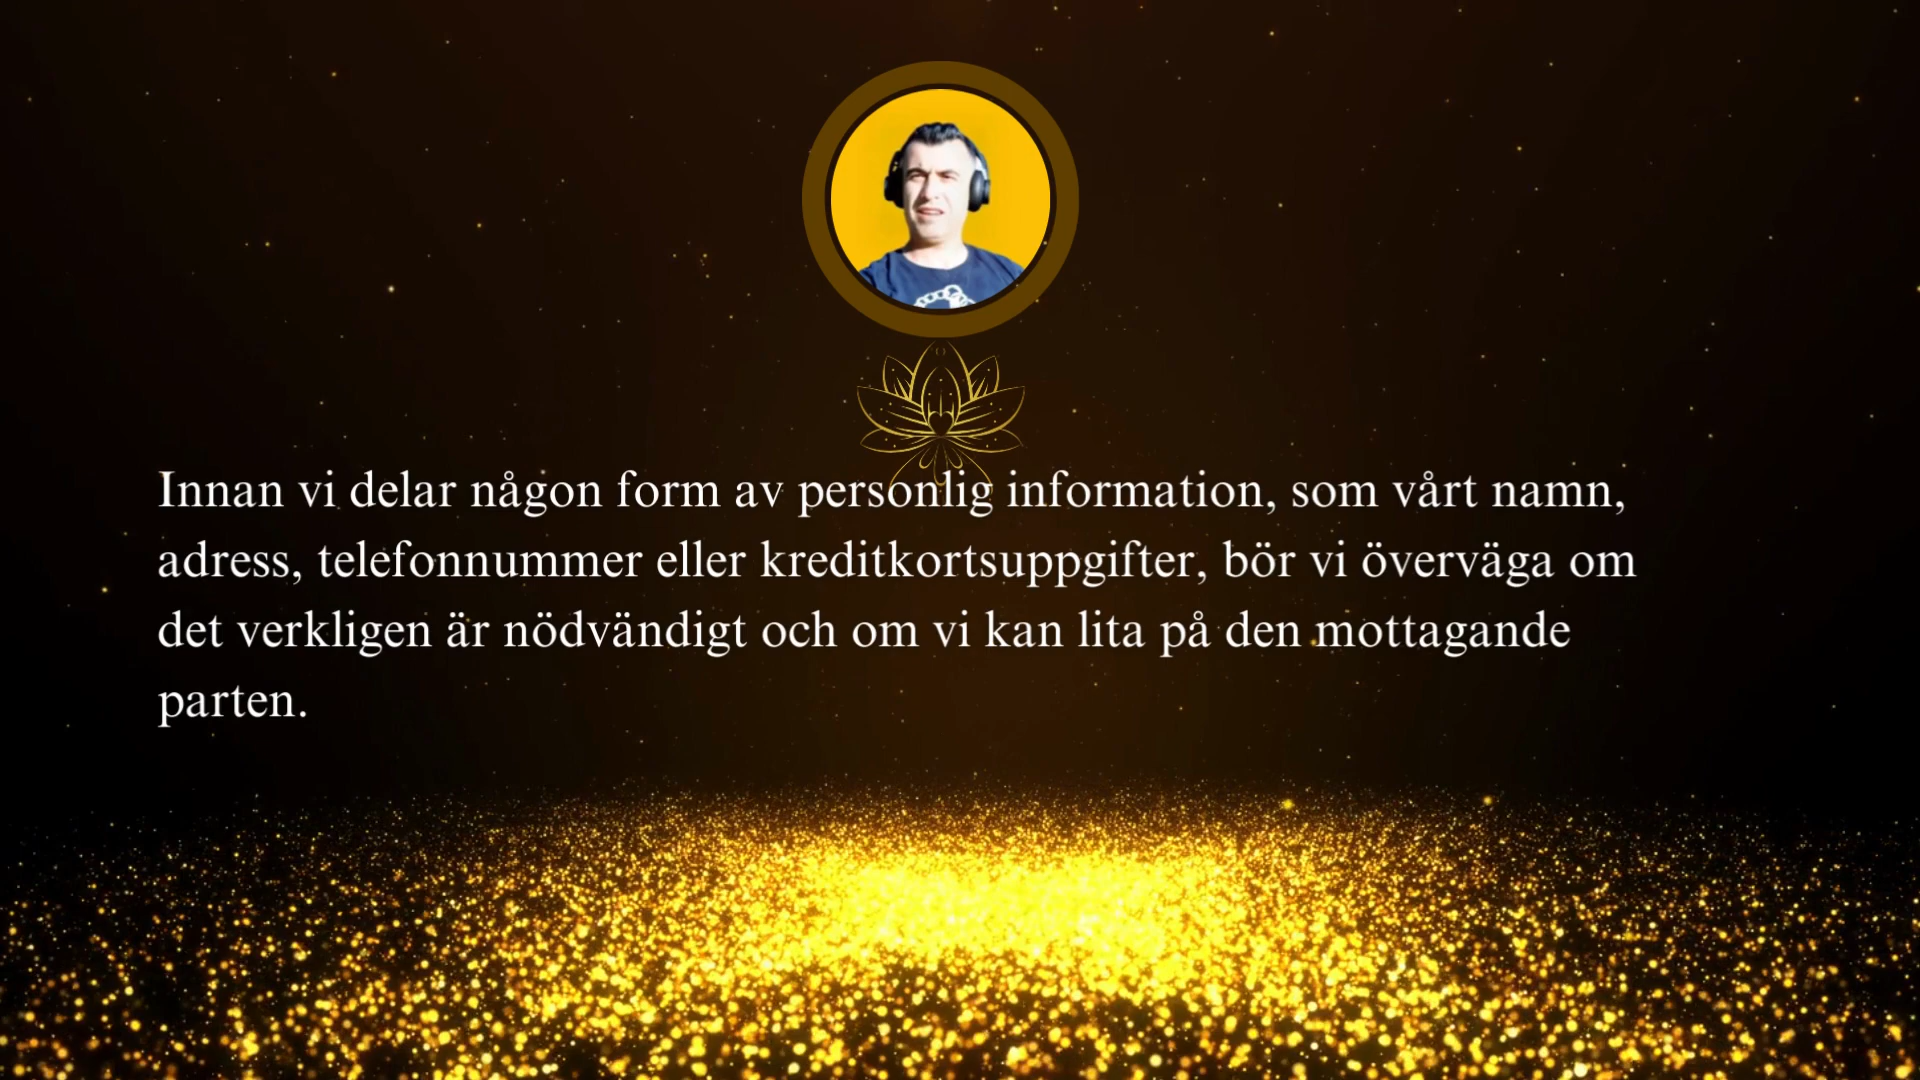 Innan vi delar någon form av personlig information, som vårt namn,
adress, telefonnummer eller kreditkortsuppgifter, bör vi överväga om
det verkligen är nödvändigt och om vi kan lita på den mottagande
parten.